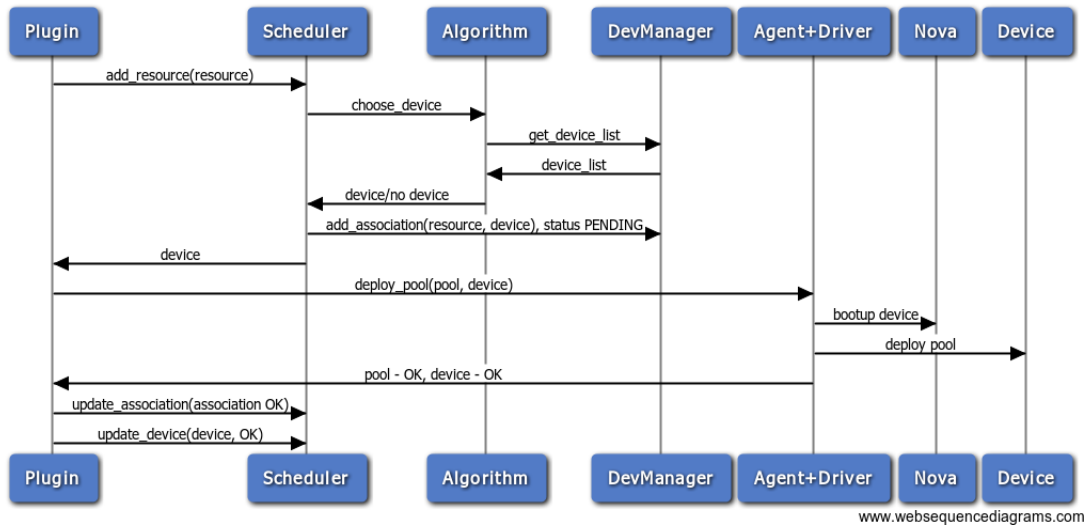 Plugin Scheduler Algorithm DevManager Agent+Driver Nova Device
add_resource(resource)
choose_device
get_device_list
device_list
device/no device
add_association(resource, device), status PENDING
device
deploy_pool(pool, device)
bootup device
deploy pool
pool - OK, device - OK
update_association(association OK)
update_device(device, OK)
Plugin Scheduler Algorithm DevManager Agent+Driver Nova Device
www.websequencediagrams.com